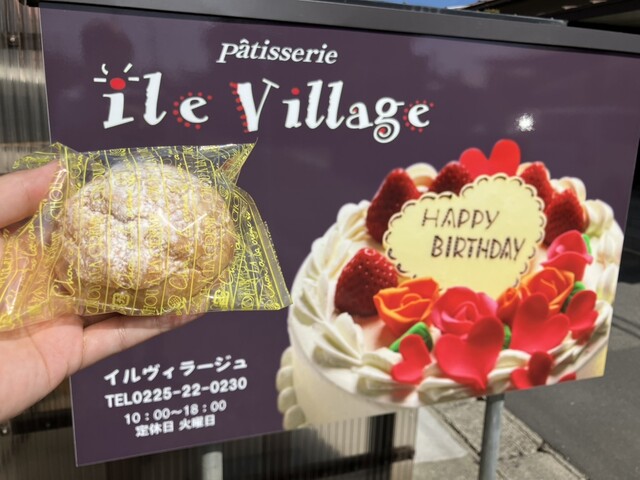 Pâtisserie
ile Village
HAPPY
BIRTHDAY
イルヴィラージュ
TEL0225-22-0230
10:00〜18:00
定休日 火曜日